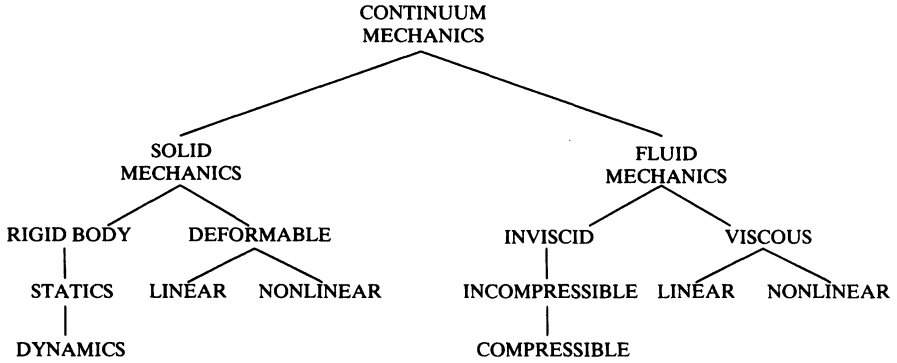 CONTINUUM
MECHANICS
SOLID
MECHANICS
FLUID
MECHANICS
RIGID BODY
DEFORMABLE
INVISCID
VISCOUS
STATICS
LINEAR
NONLINEAR
INCOMPRESSIBLE
LINEAR
NONLINEAR
DYNAMICS
COMPRESSIBLE